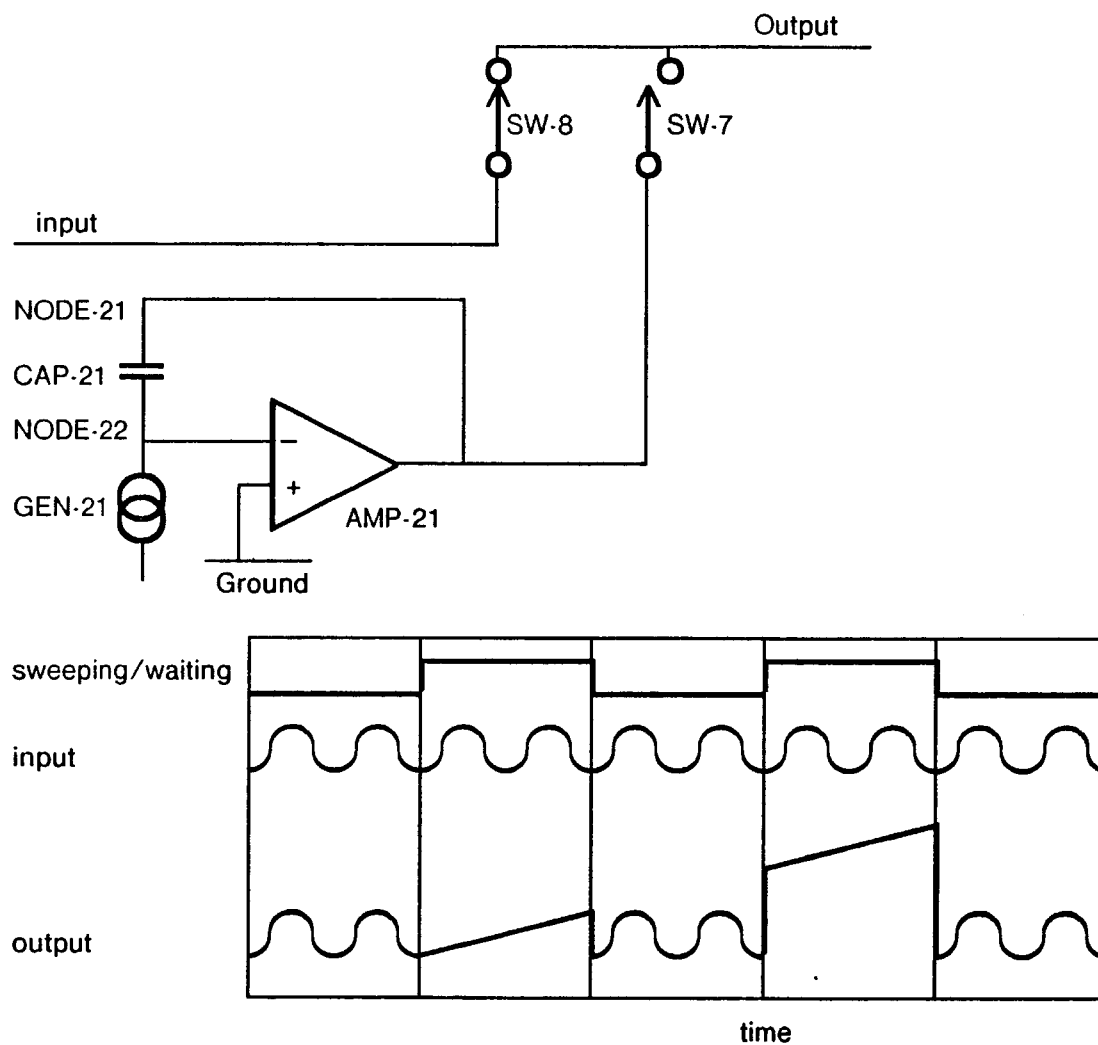 Output
SW-8
SW-7
input
NODE-21
CAP-21
NODE-22
GEN-21
−
+
AMP-21
Ground
sweeping/waiting
input
output
time